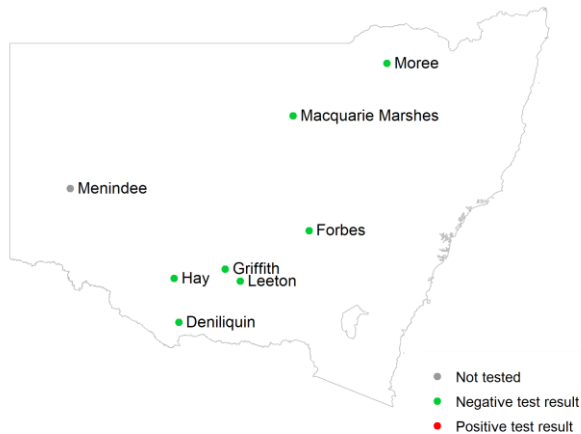 Moree
Macquarie Marshes
Menindee
Forbes
Griffith
Hay
Leeton
Deniliquin
Not tested
Negative test result
Positive test result